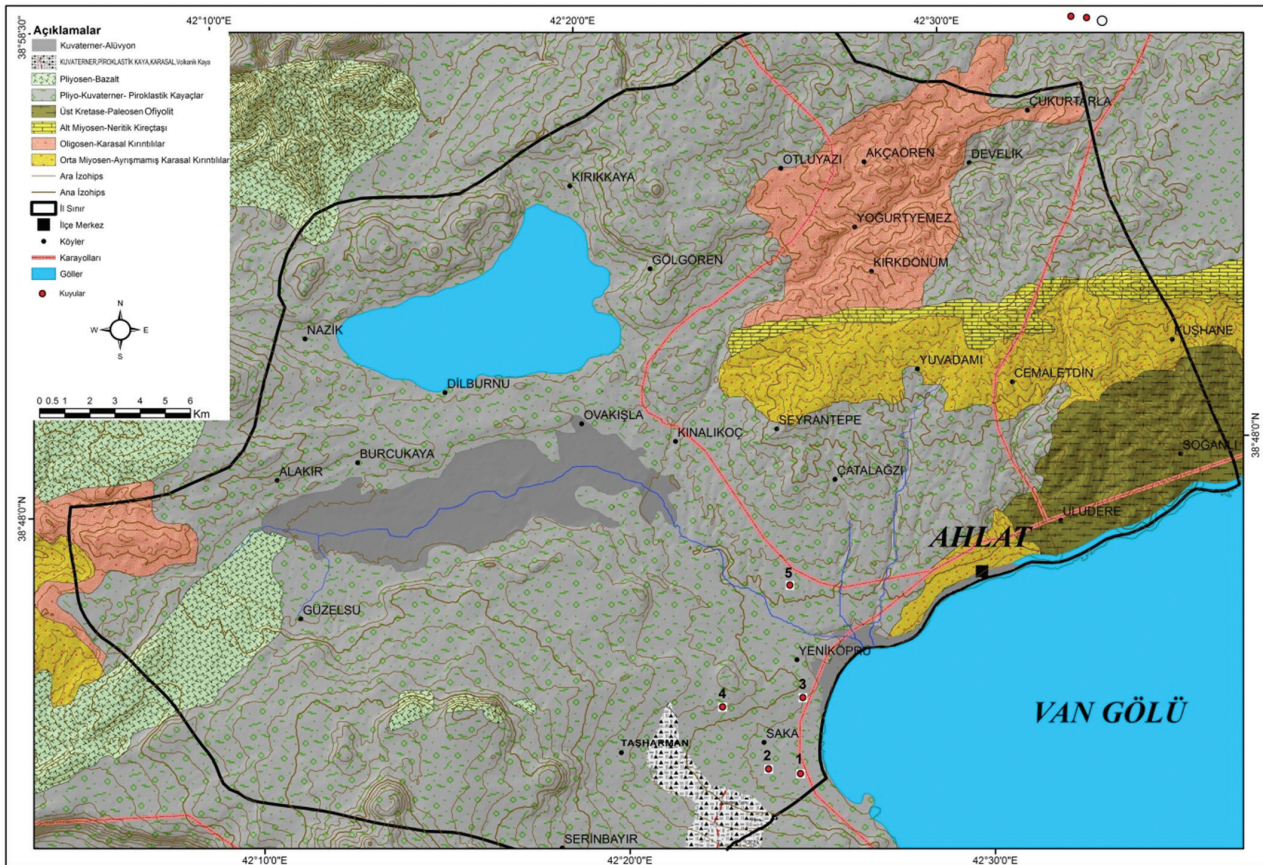 42°10'0"E
42°20'0"E
42°30'0"E
38°58'30"
Açıklamalar
Kuvaterner-Alüvyon
KUVATERNER,PİROKLASTİK KAYA,KARASAL,Volkanik Kaya
Pliyosen-Bazalt
Pliyo-Kuvaterner- Piroklastik Kayaçlar
Üst Kretase-Paleosen Ofiyolit
Alt Miyosen-Neritik Kireçtaşı
Oligosen-Karasal Kırıntılılar
Orta Miyosen-Ayrışmamış Karasal Kırıntılılar
Ara İzohips
Ana İzohips
İl Sınır
İlçe Merkez
Köyler
Karayolları
Göller
Kuyular
N
W E
S
0 0.5 1 2 3 4 5 6
Km
ÇUKURTARLA
OTLUYAZI
AKÇAÖREN
DEVELİK
KIRIKKAYA
YOĞURTYEMEZ
GÖLGÖREN
KIRKDÖNÜM
NAZİK
KUŞHANE
YUVADAMI
CEMALETDİN
DİLBURNU
OVAKIŞLA
KINALIKOÇ
SEYRANTEPE
38°48'0"N
SOĞANLI
BURCUKAYA
ALAKIR
ÇATALAĞZI
38°48'0"N
ULUDERE
AHLAT
5
GÜZELSU
YENİKÖPRÜ
3
4
VAN GÖLÜ
SAKA
TAŞHARMAN
2
1
SERİNBAYIR
42°10'0"E
42°20'0"E
42°30'0"E